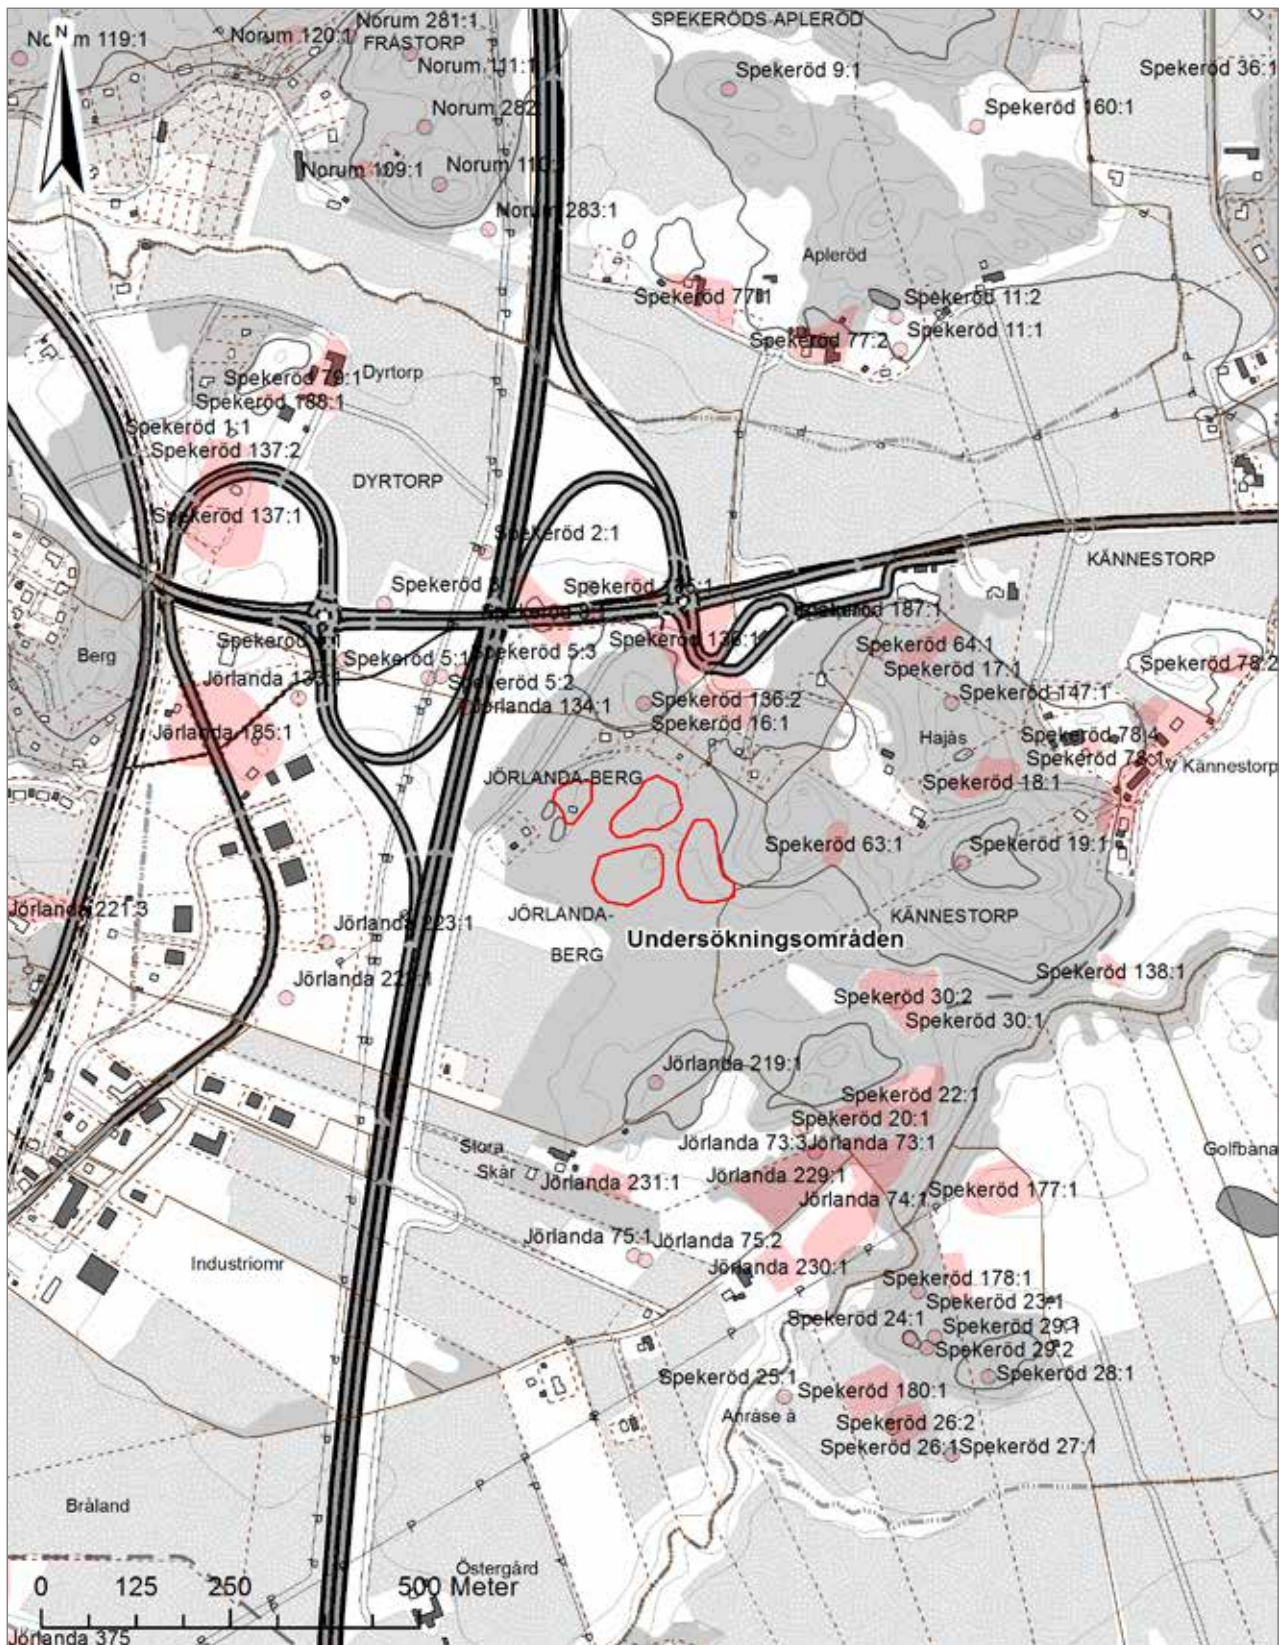 Norum 281:1
SPEKERÖDS-APLERÖD
N
Norum 120:1
FRÄSTORP
Norum 111:1
Spekeröd 9:1
Spekeröd 36:1
Spekeröd 160:1
Norum 109:1
Norum 283:1
Apleröd
Spekeröd 77:1
Spekeröd 11:2
Spekeröd 11:1
Spekeröd 77:2
Spekeröd 79:1
Dyrtorp
Spekeröd 188:1
Spekeröd 1:1
Spekeröd 137:2
DYRTORP
Spekeröd 137:1
Spekeröd 2:1
KÄNNESTORP
Spekeröd
Spekeröd 187:1
Spekeröd
Spekeröd 64:1
Berg
Spekeröd 5:1
Spekeröd 5:3
Spekeröd 17:1
Spekeröd 78:2
Jörlanda 133:1
Spekeröd 5:2
Spekeröd 147:1
Jörlanda 134:1
Spekeröd 136:2
Spekeröd 16:1
Jörlanda 185:1
Hajås
Spekeröd 78:4
Spekeröd 78:1
V Kännestorp
JÖRLANDA-BERG
Spekeröd 18:1
Spekeröd 63:1
Spekeröd 19:1
Jörlanda 221:3
JÖRLANDA-
KÄNNESTORP
Jörlanda 223:1
Undersökningsområden
BERG
Spekeröd 138:1
Jörlanda
Spekeröd 30:2
Spekeröd 30:1
Jörlanda 219:1
Spekeröd 22:1
Spekeröd 20:1
Stora
Jörlanda 73:3
Jörlanda 73:1
Golfbana
Skår
Jörlanda 231:1
Jörlanda 229:1
Spekeröd 177:1
Jörlanda 74:1
Jörlanda 75:1
Jörlanda 75:2
Industriomr
Jörlanda 230:1
Spekeröd 178:1
Spekeröd 23:1
Spekeröd 24:1
Spekeröd 29:1
Spekeröd 29:2
Spekeröd 25:1
Spekeröd 28:1
Spekeröd 180:1
Anråse å
Spekeröd 26:2
Spekeröd 26:1
Spekeröd 27:1
Bråland
Östergård
0 125 250 500 Meter
Jörlanda 375